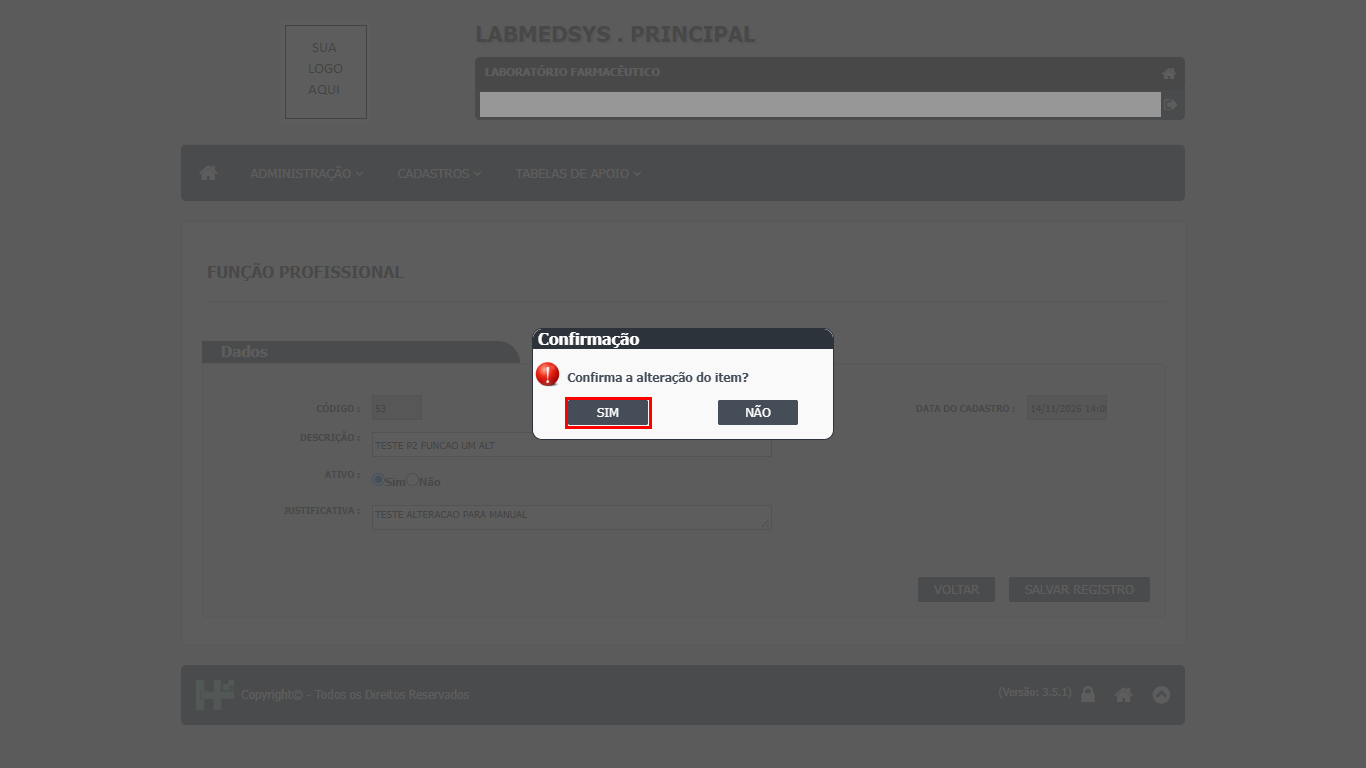 SUA
LOGO
AQUI
LABMEDSYS . PRINCIPAL
LABORATÓRIO FARMACÊUTICO
ADMINISTRAÇÃO
CADASTROS
TABELAS DE APOIO
FUNÇÃO PROFISSIONAL
Dados
Confirmação
Confirma a alteração do item?
SIM
NÃO
CÓDIGO :
53
DATA DO CADASTRO :
14/11/2025 14:0
DESCRIÇÃO :
TESTE P2 FUNCAO UM ALT
ATIVO :
Sim
Não
JUSTIFICATIVA :
TESTE ALTERACAO PARA MANUAL
VOLTAR
SALVAR REGISTRO
Copyright© - Todos os Direitos Reservados
(Versão: 3.5.1)